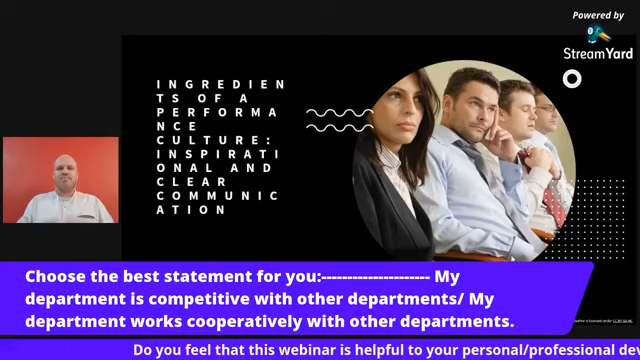 Powered by
StreamYard
INGREDIEN
TS OF A
PERFORMA
NCE
CULTURE:
INSPIRATI
ONAL AND
CLEAR
COMMUNIC
ATION
Choose the best statement for you:--------------------- My
department is competitive with other departments/ My
department works cooperatively with other departments.
Do you feel that this webinar is helpful to your personal/professional dev